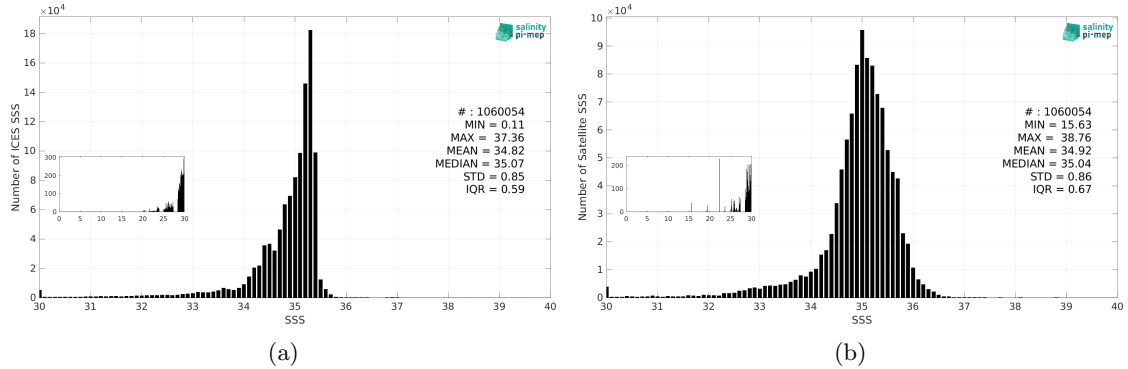 ×10⁴
18
16
14
12
10
8
6
4
2
0
Number of ICES SSS
salinity
pi-mep
# : 1060054
MIN = 0.11
MAX = 37.36
MEAN = 34.82
MEDIAN = 35.07
STD = 0.85
IQR = 0.59
300
200
100
0
0 5 10 15 20 25 30
30 31 32 33 34 35 36 37 38 39 40
SSS
(a)
×10⁴
10
9
8
7
6
5
4
3
2
1
0
Number of Satellite SSS
salinity
pi-mep
# : 1060054
MIN = 15.63
MAX = 38.76
MEAN = 34.92
MEDIAN = 35.04
STD = 0.86
IQR = 0.67
200
100
0
0 5 10 15 20 25 30
30 31 32 33 34 35 36 37 38 39 40
SSS
(b)